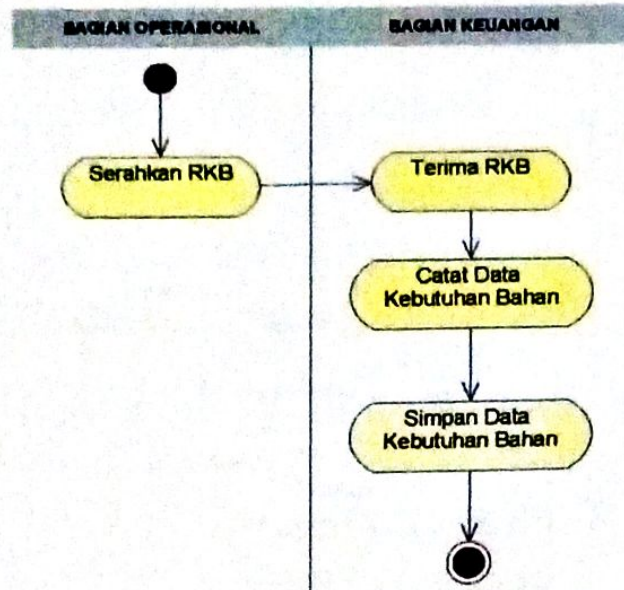 BAGIAN OPERASIONAL
BAGIAN KEUANGAN
Serahkan RKB
Terima RKB
Catat Data
Kebutuhan Bahan
Simpan Data
Kebutuhan Bahan